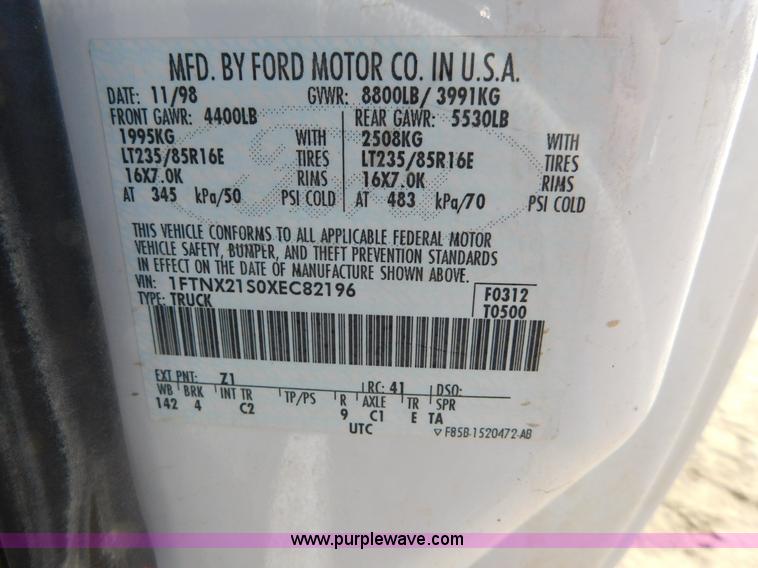 MFD. BY FORD MOTOR CO. IN U.S.A.
DATE: 11/98 GVWR: 8800LB/ 3991KG
FRONT GAWR: 4400LB REAR GAWR: 5530LB
1995KG WITH 2508KG WITH
LT235/85R16E TIRES LT235/85R16E TIRES
16X7.0K RIMS 16X7.0K RIMS
AT 345 kPa/50 PSI COLD AT 483 kPa/70 PSI COLD
THIS VEHICLE CONFORMS TO ALL APPLICABLE FEDERAL MOTOR
VEHICLE SAFETY, BUMPER, AND THEFT PREVENTION STANDARDS
IN EFFECT ON THE DATE OF MANUFACTURE SHOWN ABOVE.
VIN: 1FTNX21S0XEC82196 F0312
TYPE: TRUCK T0500
EXT PNT: Z1 RC: 41 DSO:
WB BRK INT TR TP/PS R AXLE TR SPR
142 4 C2 9 C1 E TA
UTC ▽ F85B-1520472-AB
www.purplewave.com